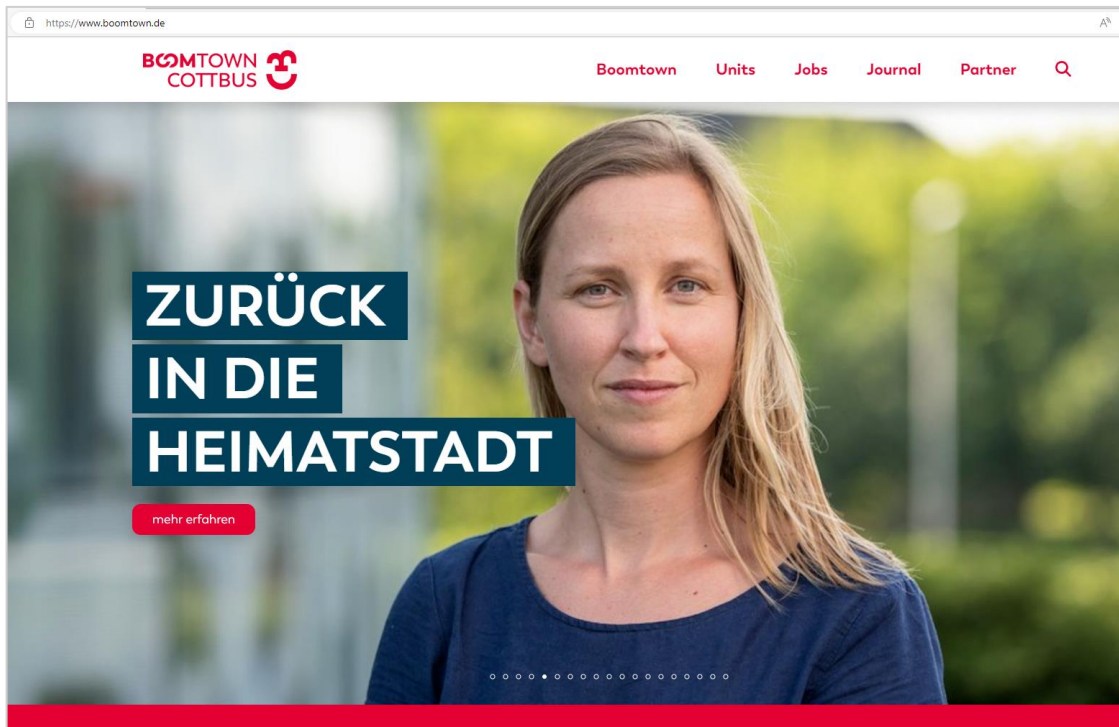 https://www.boomtown.de
BOOMTOWN
COTTBUS
Boomtown Units Jobs Journal Partner
ZURÜCK
IN DIE
HEIMATSTADT
mehr erfahren